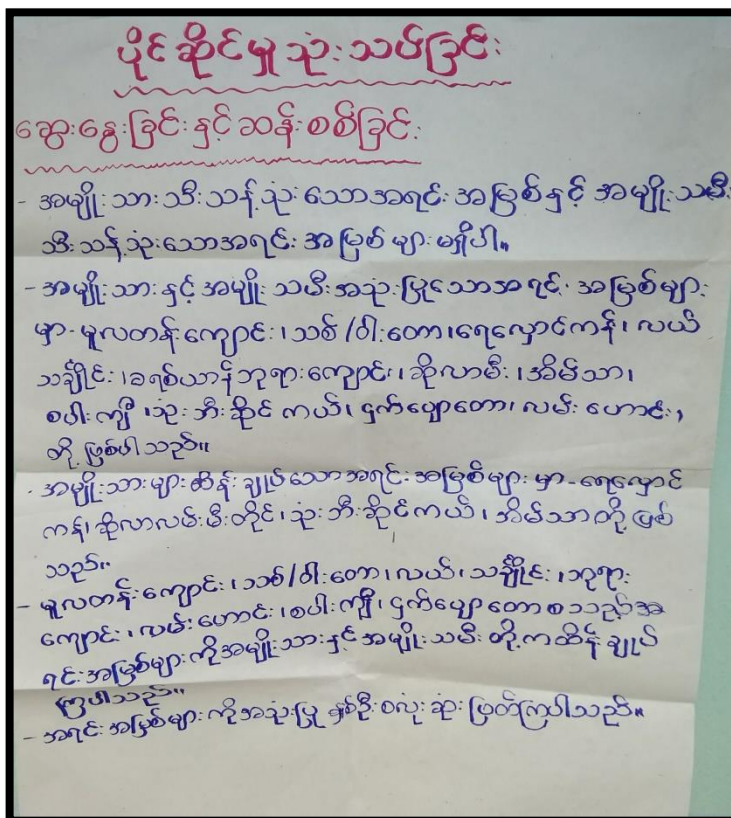 ပိုင်ဆိုင်မှုသုံးသပ်ခြင်း
ဆွေးနွေးခြင်းနှင့်ဆန်းစစ်ခြင်း
- အမျိုးသားသီးသန့်သုံးသောအရင်းအမြစ်နှင့် အမျိုးသမီး
သီးသန့်သုံးသောအရင်းအမြစ်များမရှိပါ။
- အမျိုးသားနှင့်အမျိုးသမီးအသုံးပြုသောအရင်းအမြစ်များ
မှာ-မူလတန်းကျောင်း၊သစ်/ဝါးတော၊ရေလှောင်ကန်၊လယ်
သင်္ချိုင်း၊ခရစ်ယာန်ဘုရားကျောင်း၊ဆိုလာမီး၊အိမ်သာ၊
စပါးကျီ၊သုံးဘီးဆိုင်ကယ်၊ငှက်ပျောတော၊လမ်းဟောင်း၊
တို့ဖြစ်ပါသည်။
- အမျိုးသားများထိန်းချုပ်သောအရင်းအမြစ်များမှာ-ရေလှောင်
ကန်၊ဆိုလာလမ်းမီးတိုင်၊သုံးဘီးဆိုင်ကယ်၊အိမ်သာတို့ဖြစ်
သည်။
- မူလတန်းကျောင်း၊သစ်/ဝါးတော၊လယ်၊သင်္ချိုင်း၊ဘုရား
ကျောင်း၊လမ်းဟောင်း၊စပါးကျီ၊ငှက်ပျောတောစသည့်အ
ရင်းအမြစ်များကိုအမျိုးသားနှင့်အမျိုးသမီးတို့ကထိန်းချုပ်
ကြပါသည်။
- အရင်းအမြစ်များကိုအသုံးပြုနှစ်ဦးစလုံးဆုံးဖြတ်ကြပါသည်။